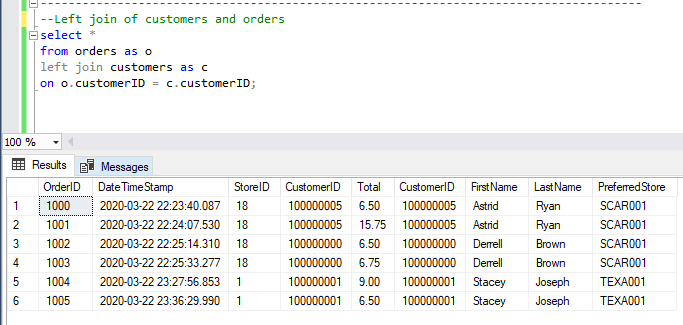 --Left join of customers and orders
select *
from orders as o
left join customers as c
on o.customerID = c.customerID;
100 %
Results Messages
OrderID DateTimeStamp StoreID CustomerID Total CustomerID FirstName LastName PreferredStore
1 1000 2020-03-22 22:23:40.087 18 100000005 6.50 100000005 Astrid Ryan SCAR001
2 1001 2020-03-22 22:24:07.530 18 100000005 15.75 100000005 Astrid Ryan SCAR001
3 1002 2020-03-22 22:25:14.310 18 100000000 6.50 100000000 Derrell Brown SCAR001
4 1003 2020-03-22 22:25:33.277 18 100000000 6.75 100000000 Derrell Brown SCAR001
5 1004 2020-03-22 23:27:56.853 1 100000001 9.00 100000001 Stacey Joseph TEXA001
6 1005 2020-03-22 23:36:29.990 1 100000001 6.50 100000001 Stacey Joseph TEXA001